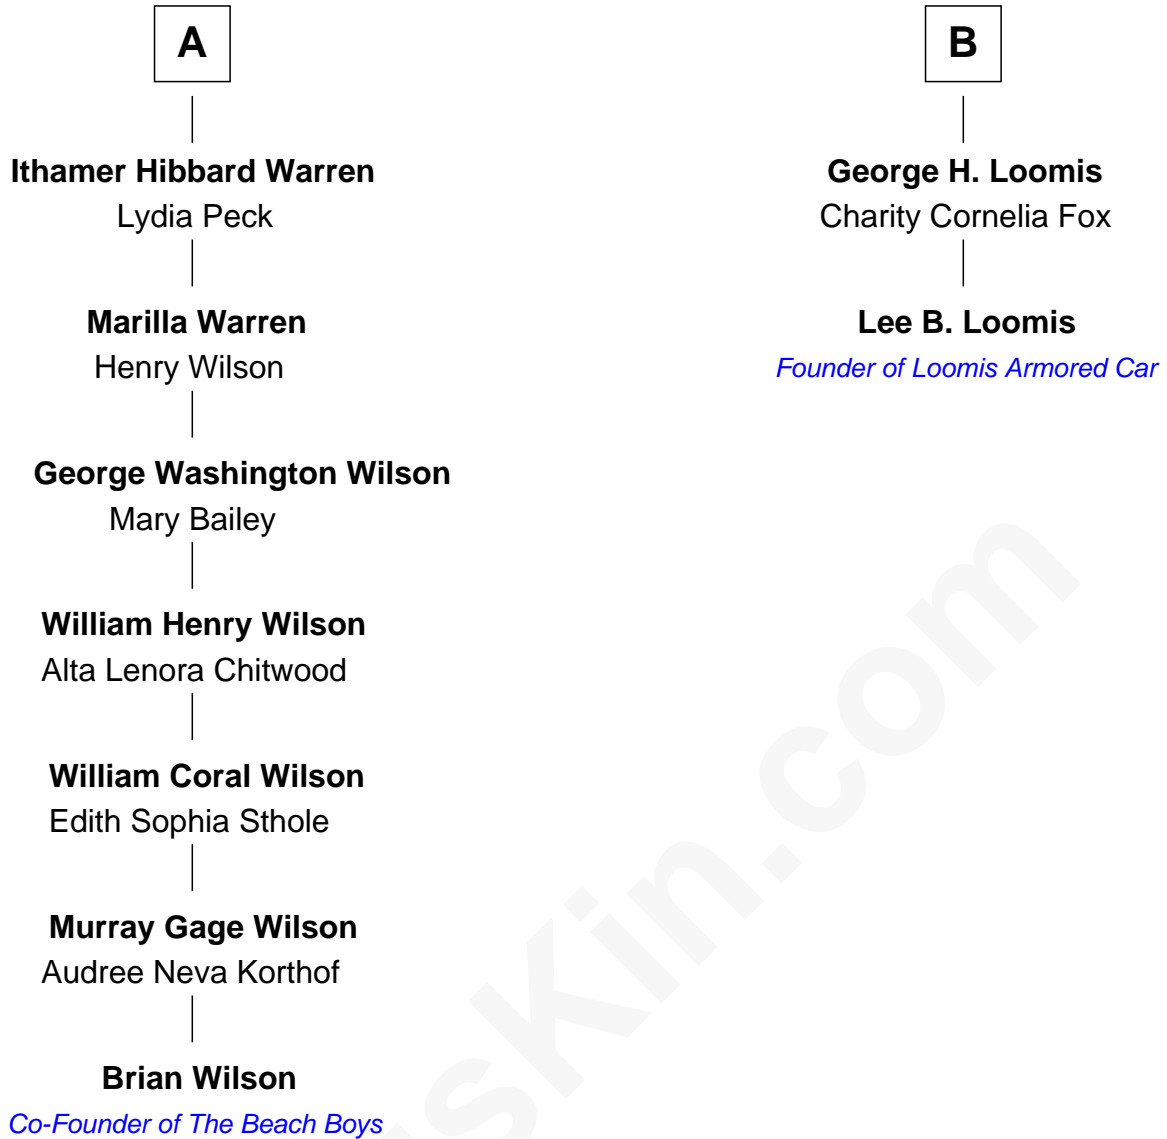 A
Ithamer Hibbard Warren
Lydia Peck
Marilla Warren
Henry Wilson
George Washington Wilson
Mary Bailey
William Henry Wilson
Alta Lenora Chitwood
William Coral Wilson
Edith Sophia Sthole
Murray Gage Wilson
Audree Neva Korthof
Brian Wilson
Co-Founder of The Beach Boys
B
George H. Loomis
Charity Cornelia Fox
Lee B. Loomis
Founder of Loomis Armored Car
usKin.com